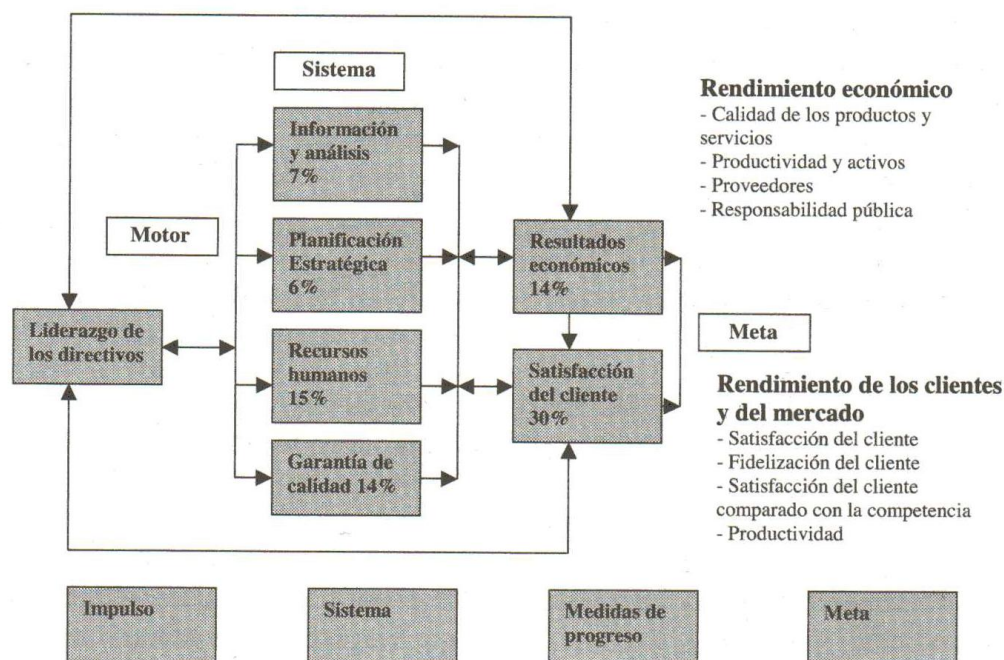 Sistema
Información
y análisis
7%
Motor
Planificación
Estratégica
6%
Liderazgo de
los directivos
Recursos
humanos
15%
Garantía de
calidad 14%
Resultados
económicos
14%
Satisfacción
del cliente
30%
Meta
Rendimiento económico
- Calidad de los productos y
servicios
- Productividad y activos
- Proveedores
- Responsabilidad pública
Rendimiento de los clientes
y del mercado
- Satisfacción del cliente
- Fidelización del cliente
- Satisfacción del cliente
comparado con la competencia
- Productividad
Impulso
Sistema
Medidas de
progreso
Meta